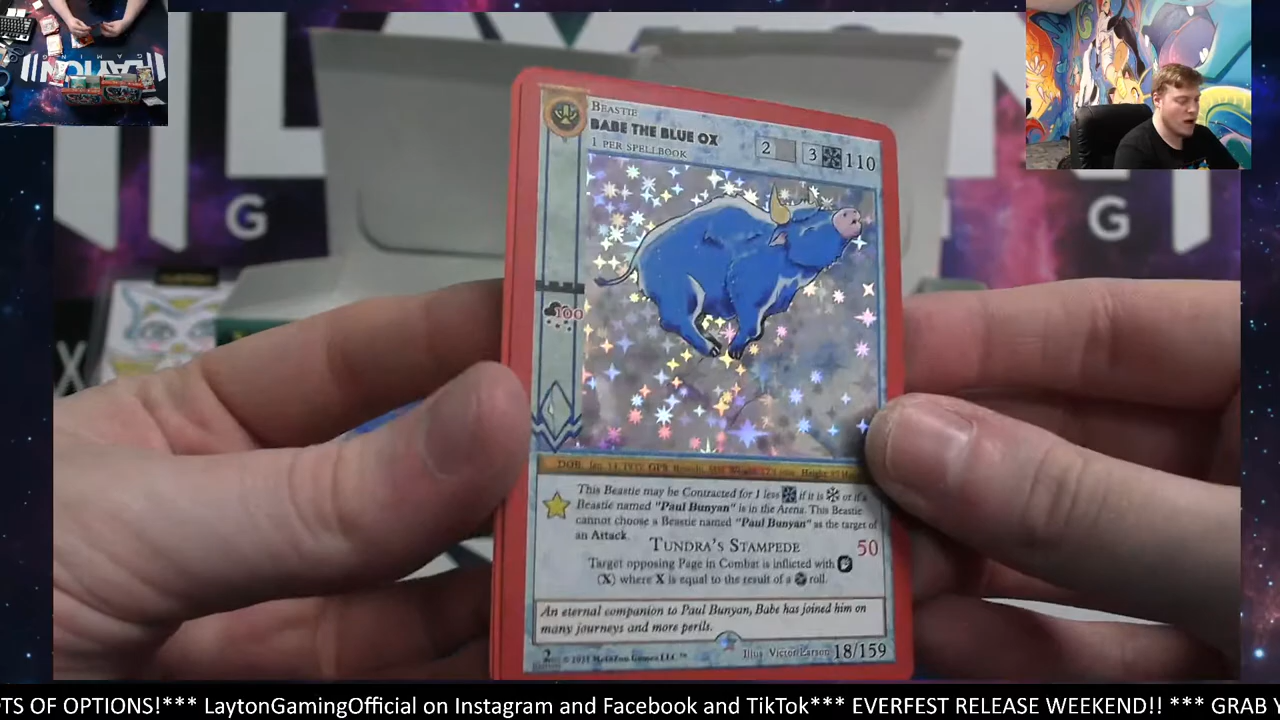 BEASTIE
BABE THE BLUE OX
1 PER SPELLBOOK
2 3 110
100
This Beastie may be Contracted for 1 less if it is or if a
Beastie named "Paul Bunyan" is in the Arena. This Beastie
cannot choose a Beastie named "Paul Bunyan" as the target of
an Attack.
TUNDRA'S STAMPEDE 50
Target opposing Page in Combat is inflicted with
(X) where X is equal to the result of a roll.
An eternal companion to Paul Bunyan, Babe has joined him on
many journeys and more perils.
Illus Victor Larson 18/159
G
G
OTS OF OPTIONS!*** LaytonGamingOfficial on Instagram and Facebook and TikTok*** EVERFEST RELEASE WEEKEND!! *** GRAB Y